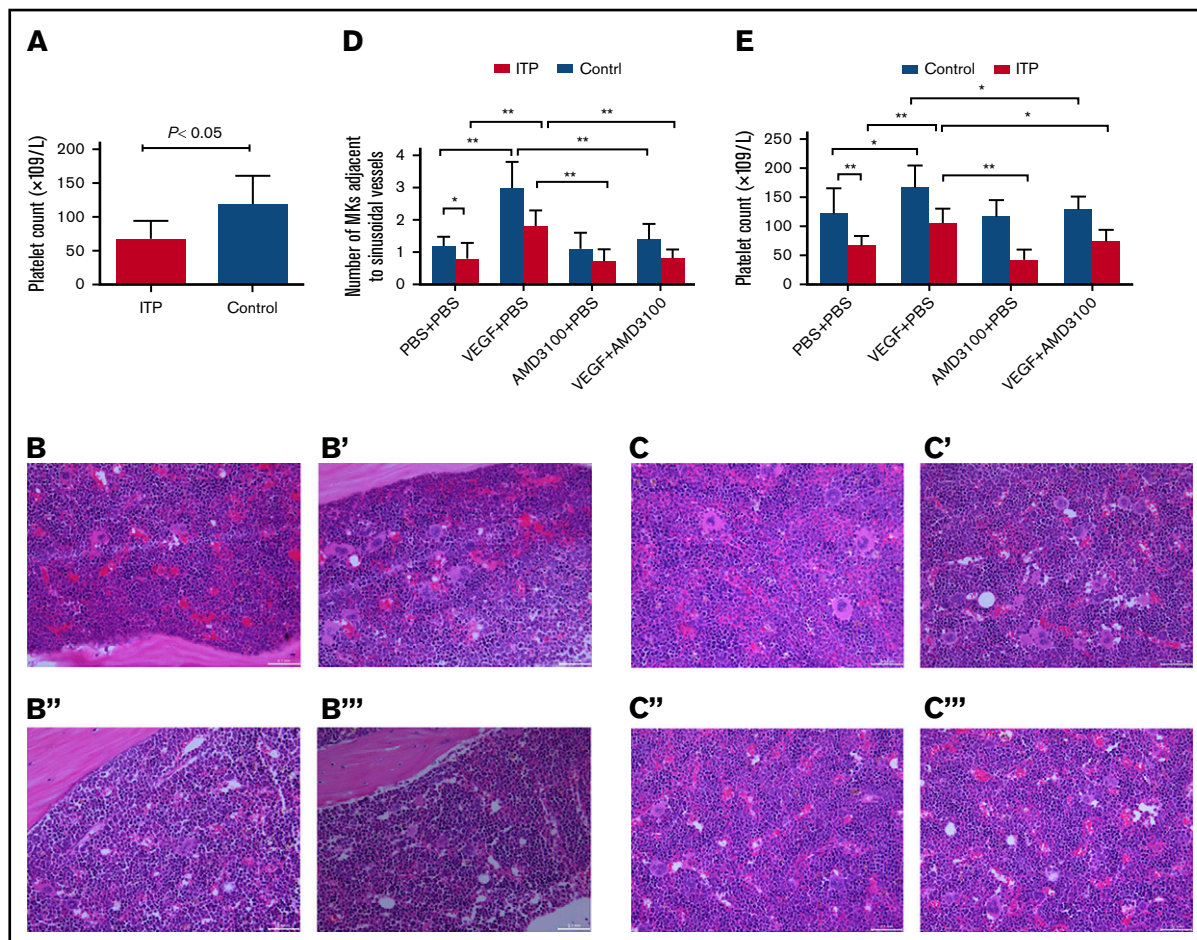 A
P< 0.05
Platelet count (×109/L)
200
150
100
50
0
ITP
Control
D
ITP
Contrl
**
**
**
**
**
*
Number of MKs adjacent
to sinusoidal vessels
4
3
2
1
0
PBS+PBS
VEGF+PBS
AMD3100+PBS
VEGF+AMD3100
E
Control
ITP
*
**
*
*
**
**
Platelet count (×109/L)
250
200
150
100
50
0
PBS+PBS
VEGF+PBS
AMD3100+PBS
VEGF+AMD3100
B
B'
C
C'
B''
B'''
C''
C'''